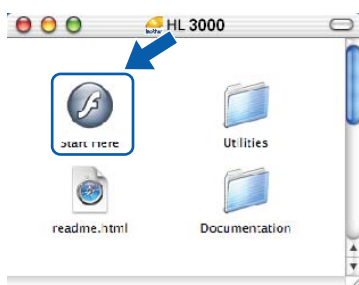 HL 3000
Start Here
Utilities
readme.html
Documentation